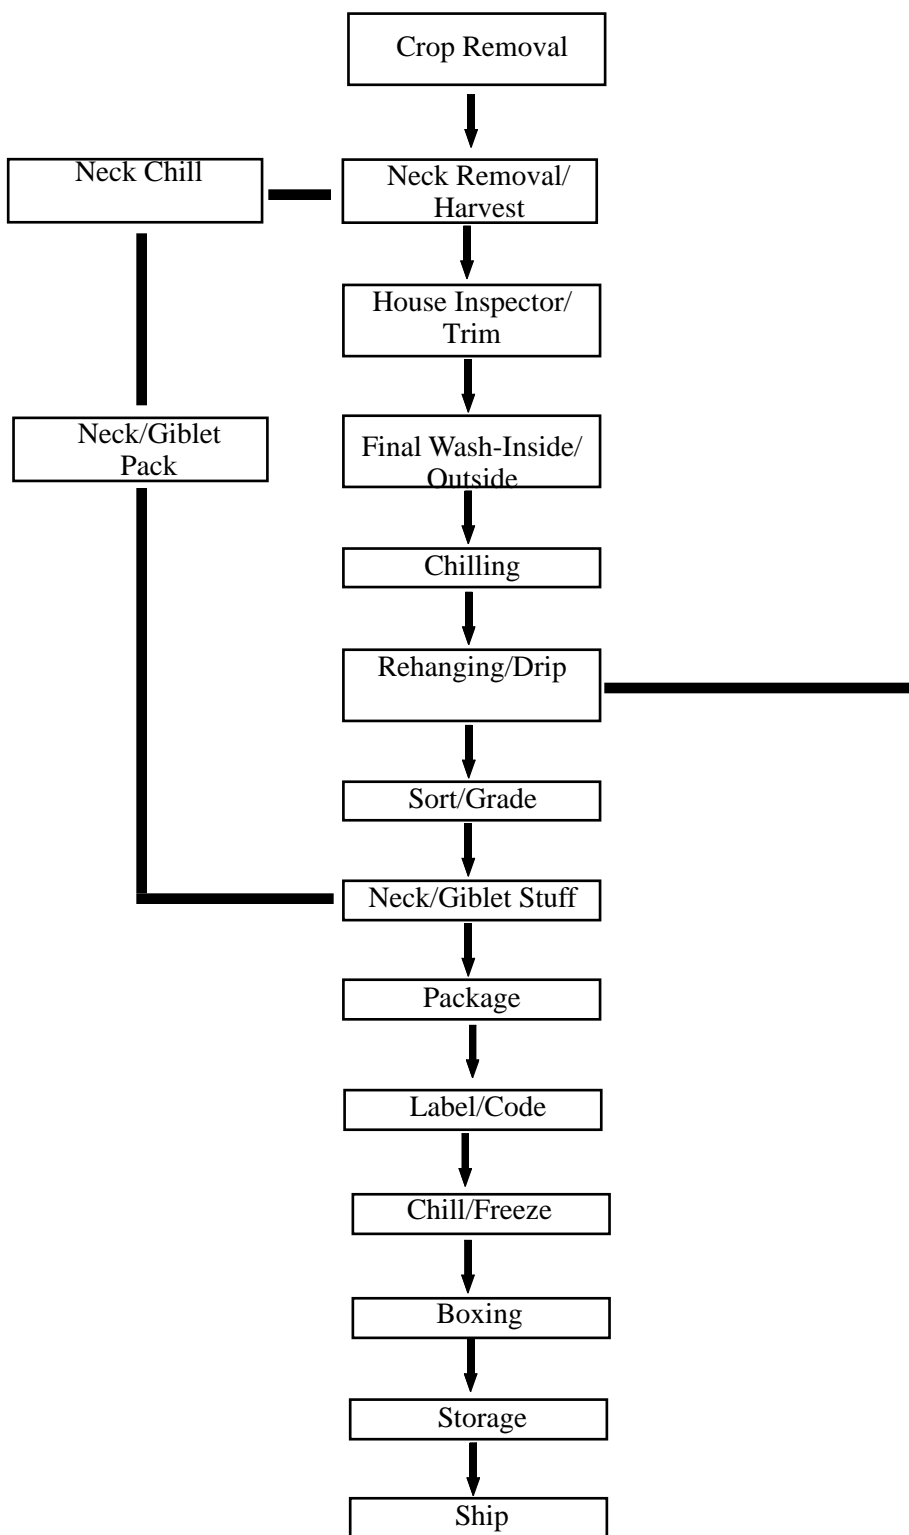 Crop Removal
Neck Chill
Neck Removal/
Harvest
House Inspector/
Trim
Neck/Giblet
Pack
Final Wash-Inside/
Outside
Chilling
Rehanging/Drip
Sort/Grade
Neck/Giblet Stuff
Package
Label/Code
Chill/Freeze
Boxing
Storage
Ship